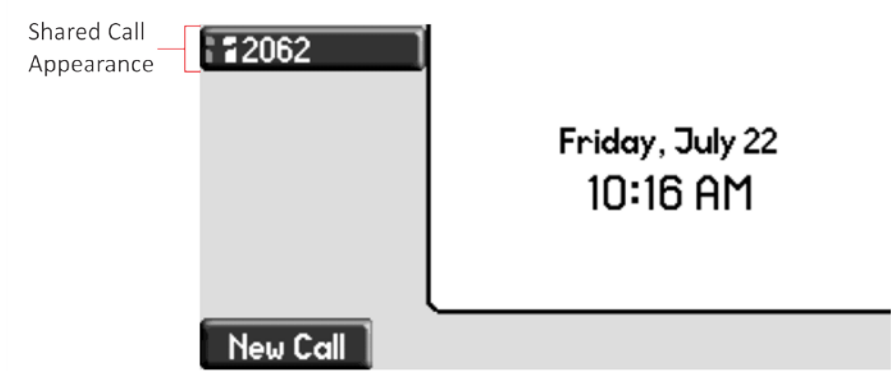 Shared Call
Appearance
2062
Friday, July 22
10:16 AM
New Call